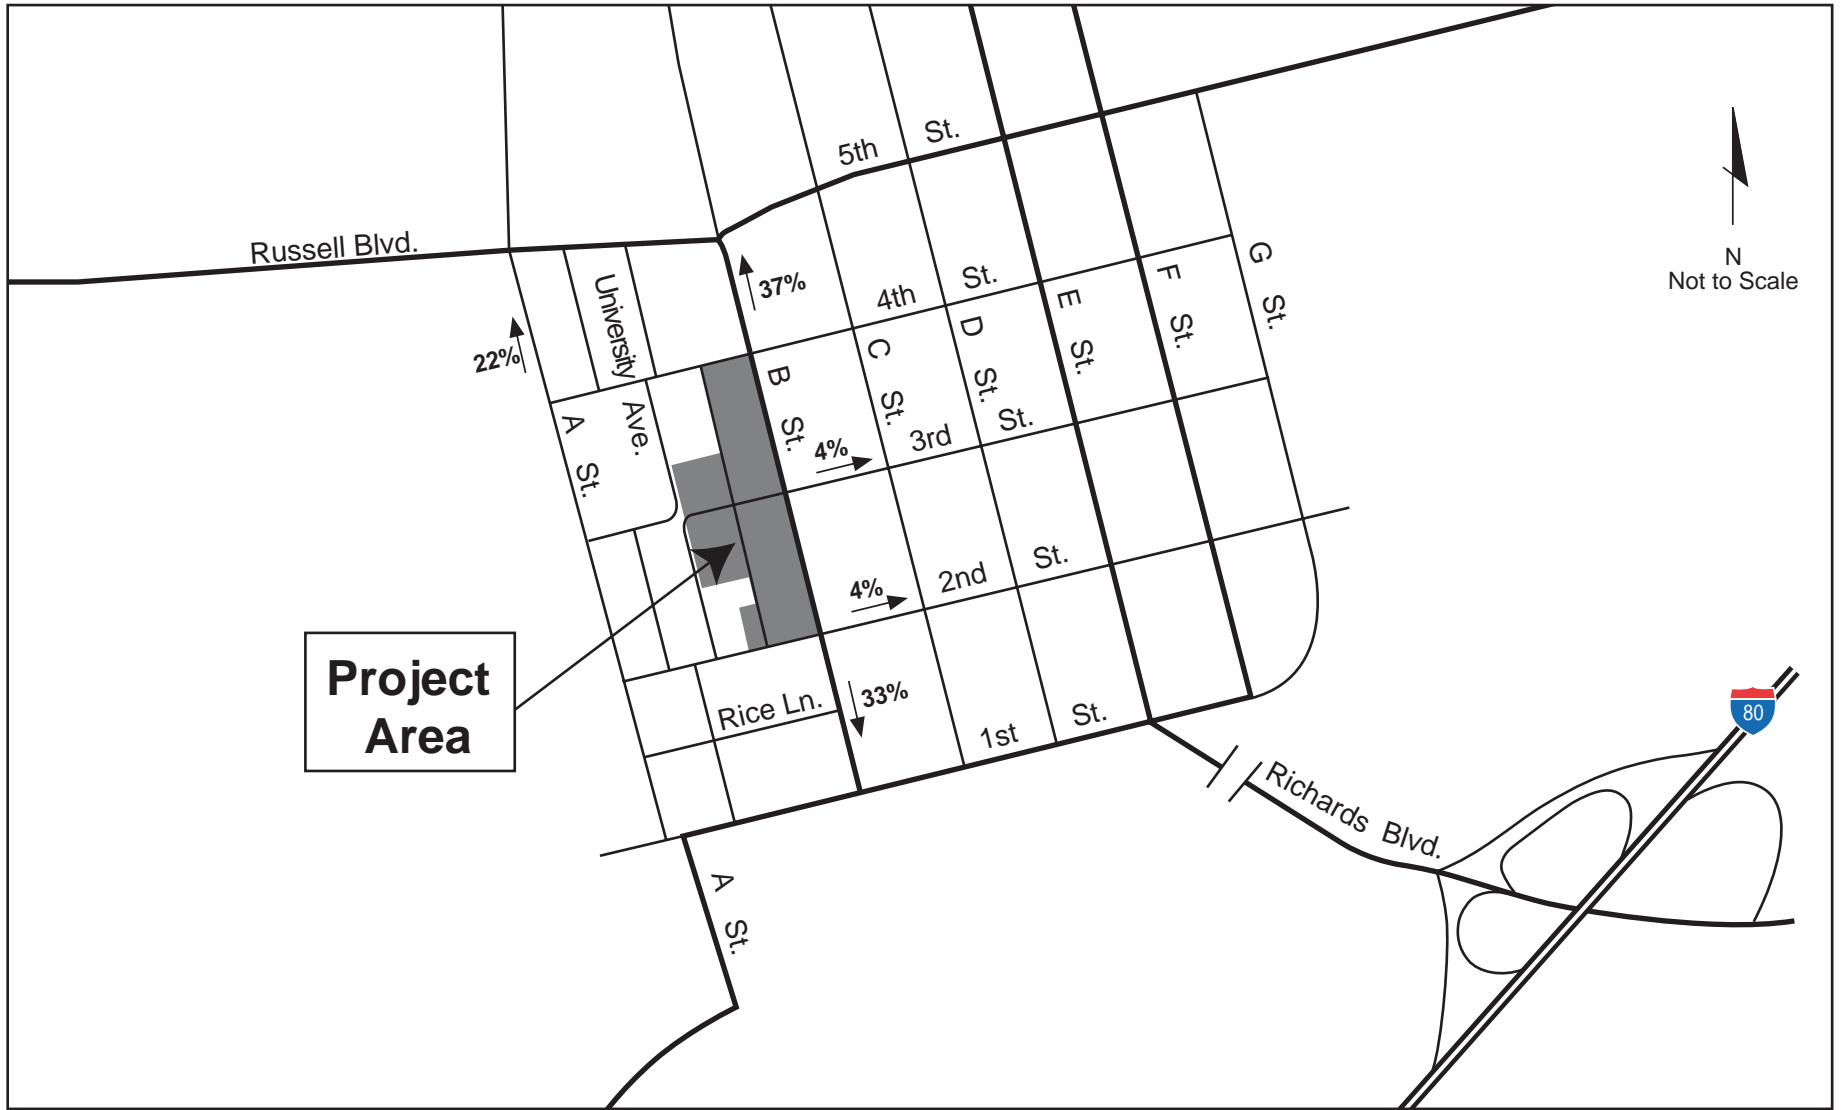 5th St.
Russell Blvd.
N
Not to Scale
37%
22%
University Ave.
4th St.
A St.
B St.
C St.
D St.
E St.
F St.
G St.
4%
3rd St.
4%
2nd St.
Project
Area
Rice Ln.
33%
1st St.
80
Richards Blvd.
A St.